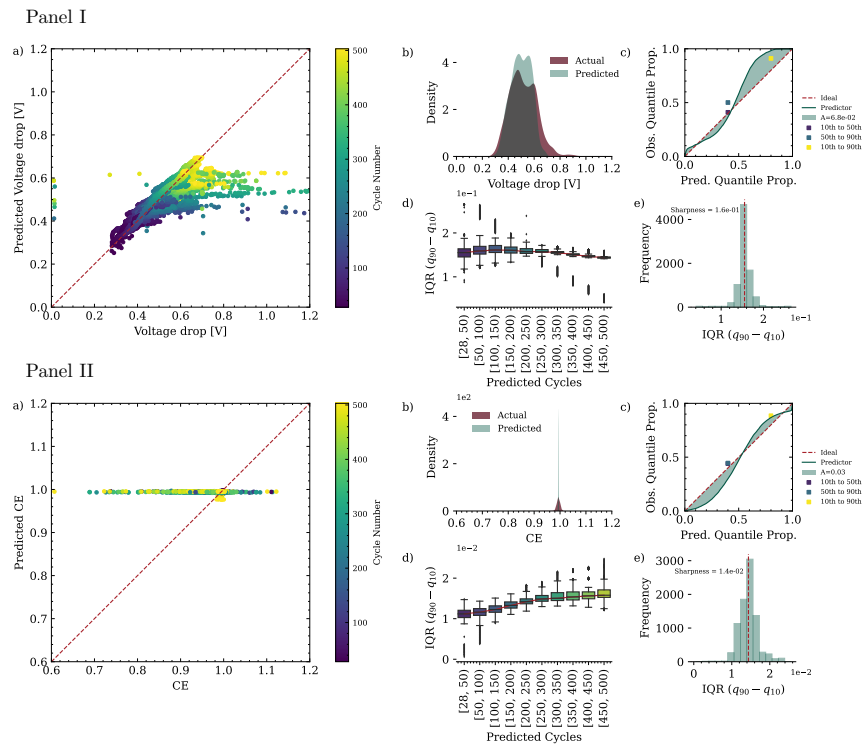 Panel I
a)
1.2
1.0
0.8
0.6
0.4
0.2
0.0
Predicted Voltage drop [V]
0.0 0.2 0.4 0.6 0.8 1.0 1.2
Voltage drop [V]
500
400
300
200
100
Cycle Number
b)
4
2
0
Density
Actual
Predicted
0.0 0.2 0.4 0.6 0.8 1.0 1.2
Voltage drop [V]
c)
1.0
0.5
0.0
Obs. Quantile Prop.
0.0 0.5 1.0
Pred. Quantile Prop.
Ideal
Predictor
A=6.8e-02
10th to 50th
50th to 90th
10th to 90th
d)
1e−1
2
1
IQR (q90 − q10)
[28, 50)
[50, 100)
[100, 150)
[150, 200)
[200, 250)
[250, 300)
[300, 350)
[350, 400)
[400, 450)
[450, 500)
Predicted Cycles
e)
Sharpness = 1.6e-01
4000
2000
0
Frequency
1 2
1e−1
IQR (q90 − q10)
Panel II
a)
1.2
1.1
1.0
0.9
0.8
0.7
0.6
Predicted CE
0.6 0.7 0.8 0.9 1.0 1.1 1.2
CE
500
400
300
200
100
Cycle Number
b)
1e2
4
2
0
Density
Actual
Predicted
0.6 0.7 0.8 0.9 1.0 1.1 1.2
CE
c)
1.0
0.5
0.0
Obs. Quantile Prop.
0.0 0.5 1.0
Pred. Quantile Prop.
Ideal
Predictor
A=0.03
10th to 50th
50th to 90th
10th to 90th
d)
1e−2
2
1
0
IQR (q90 − q10)
[28, 50)
[50, 100)
[100, 150)
[150, 200)
[200, 250)
[250, 300)
[300, 350)
[350, 400)
[400, 450)
[450, 500)
Predicted Cycles
e)
Sharpness = 1.4e-02
3000
2000
1000
0
Frequency
0 1 2
1e−2
IQR (q90 − q10)